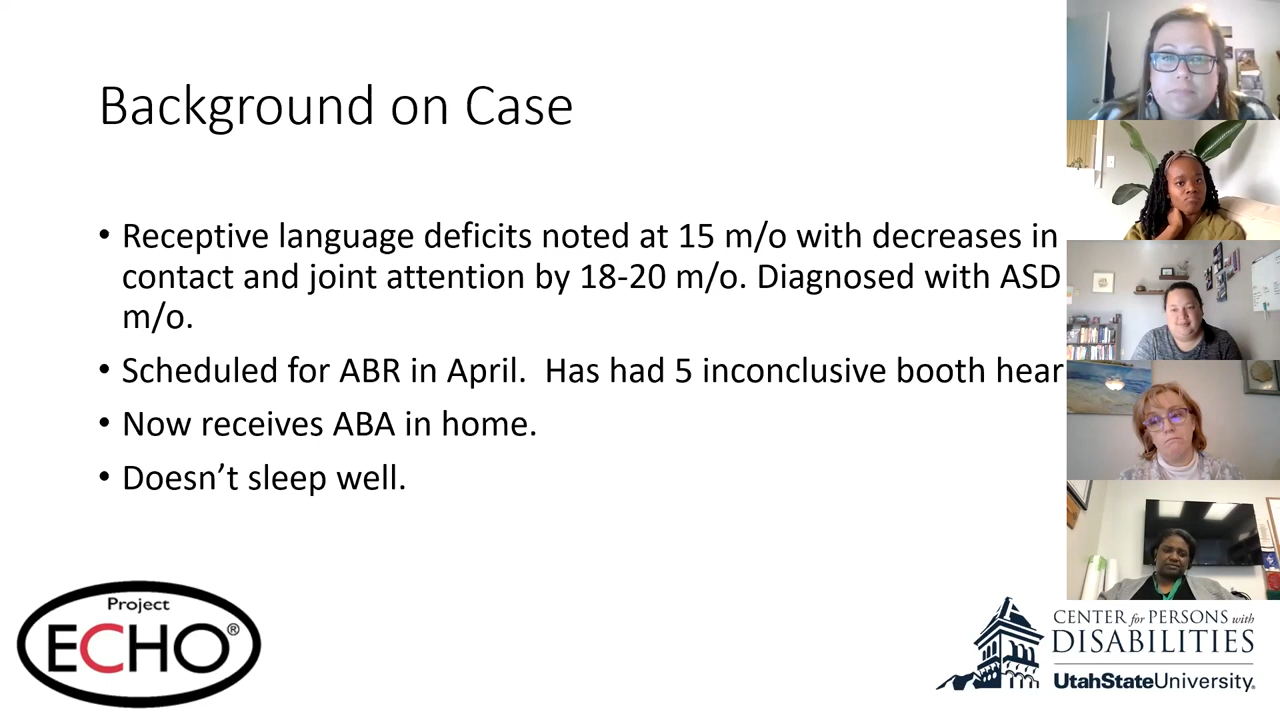 Background on Case
• Receptive language deficits noted at 15 m/o with decreases in
contact and joint attention by 18-20 m/o. Diagnosed with ASD
m/o.
• Scheduled for ABR in April.  Has had 5 inconclusive booth hear
• Now receives ABA in home.
• Doesn’t sleep well.
Project
ECHO®
CENTER for PERSONS with
DISABILITIES
UtahStateUniversity®